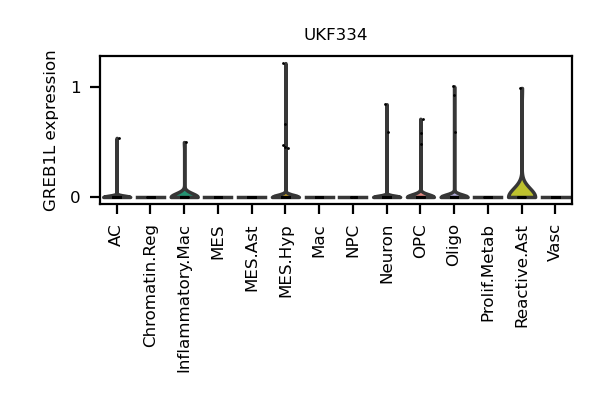 UKF334
GREB1L expression
1
0
AC
Chromatin.Reg
Inflammatory.Mac
MES
MES.Ast
MES.Hyp
Mac
NPC
Neuron
OPC
Oligo
Prolif.Metab
Reactive.Ast
Vasc